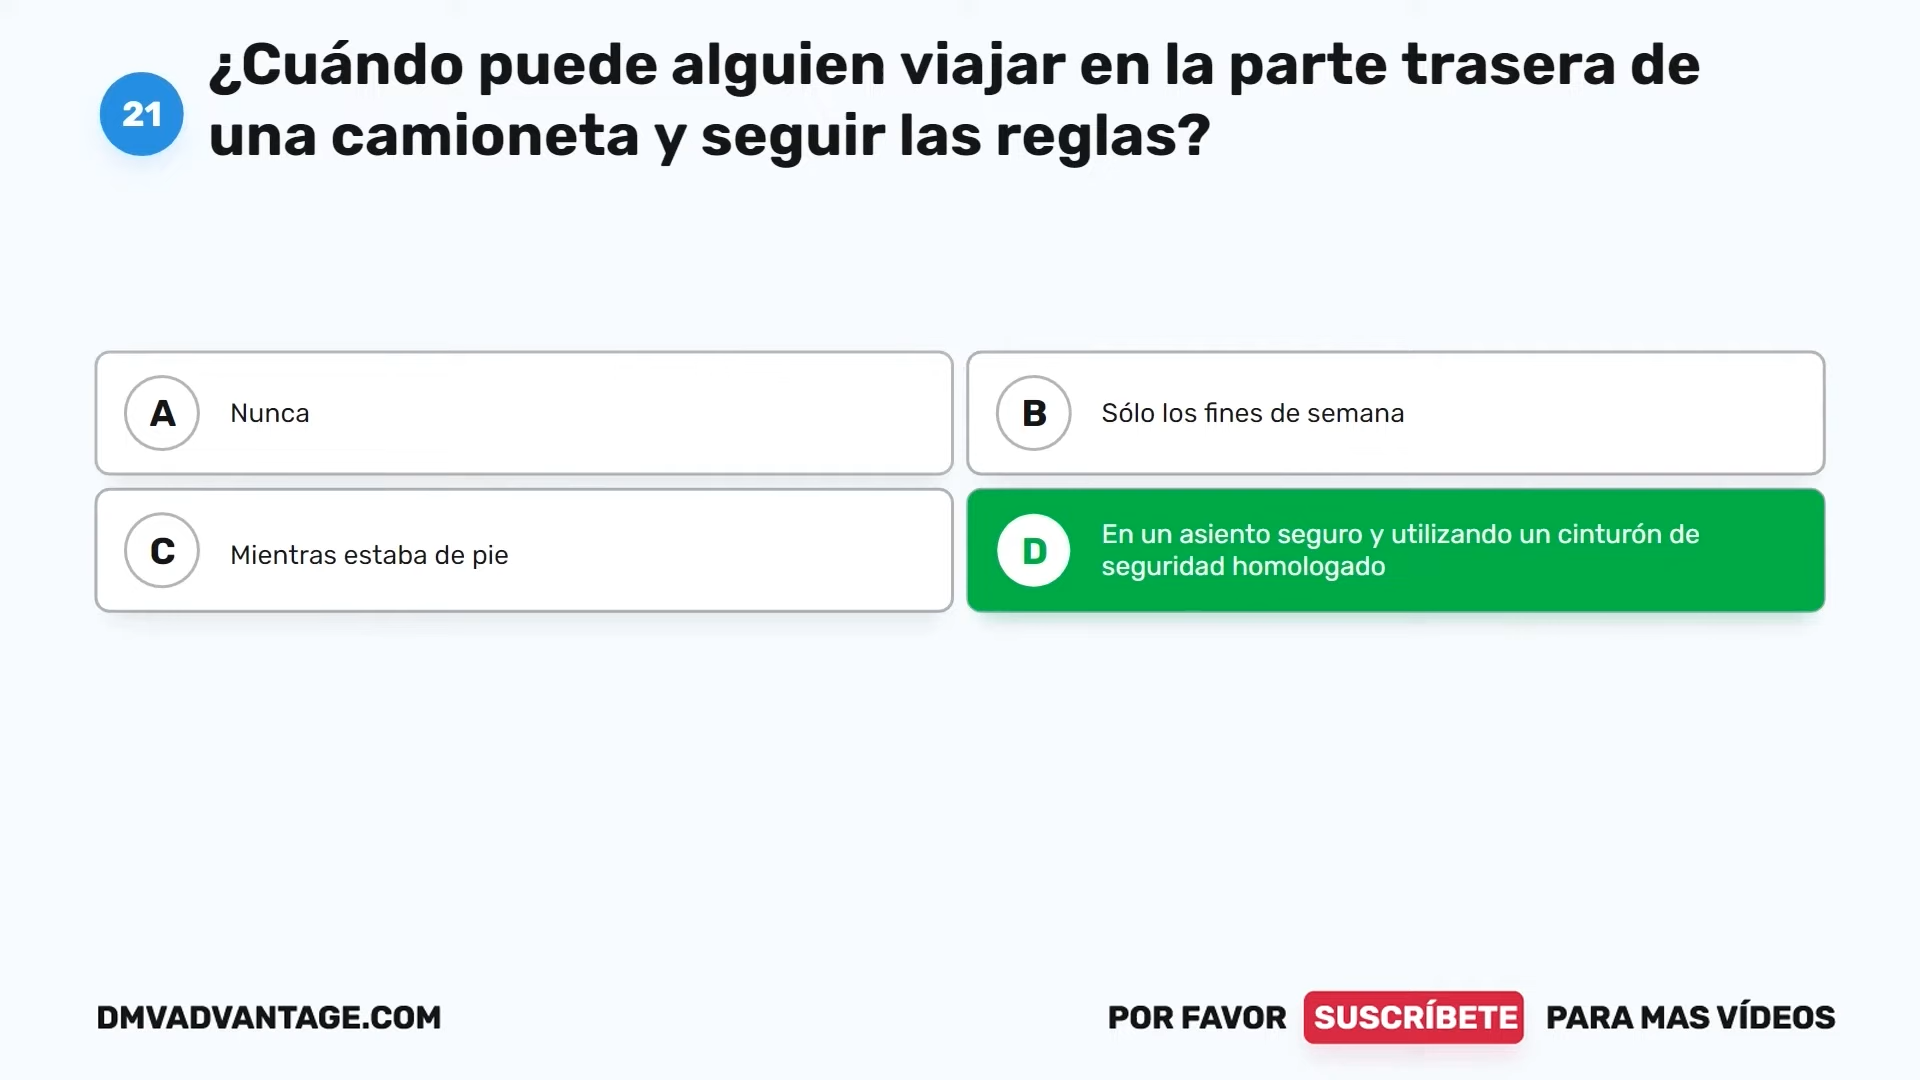 21
¿Cuándo puede alguien viajar en la parte trasera de
una camioneta y seguir las reglas?
A
Nunca
B
Sólo los fines de semana
C
Mientras estaba de pie
D
En un asiento seguro y utilizando un cinturón de
seguridad homologado
DMVADVANTAGE.COM
POR FAVOR SUSCRÍBETE PARA MAS VÍDEOS